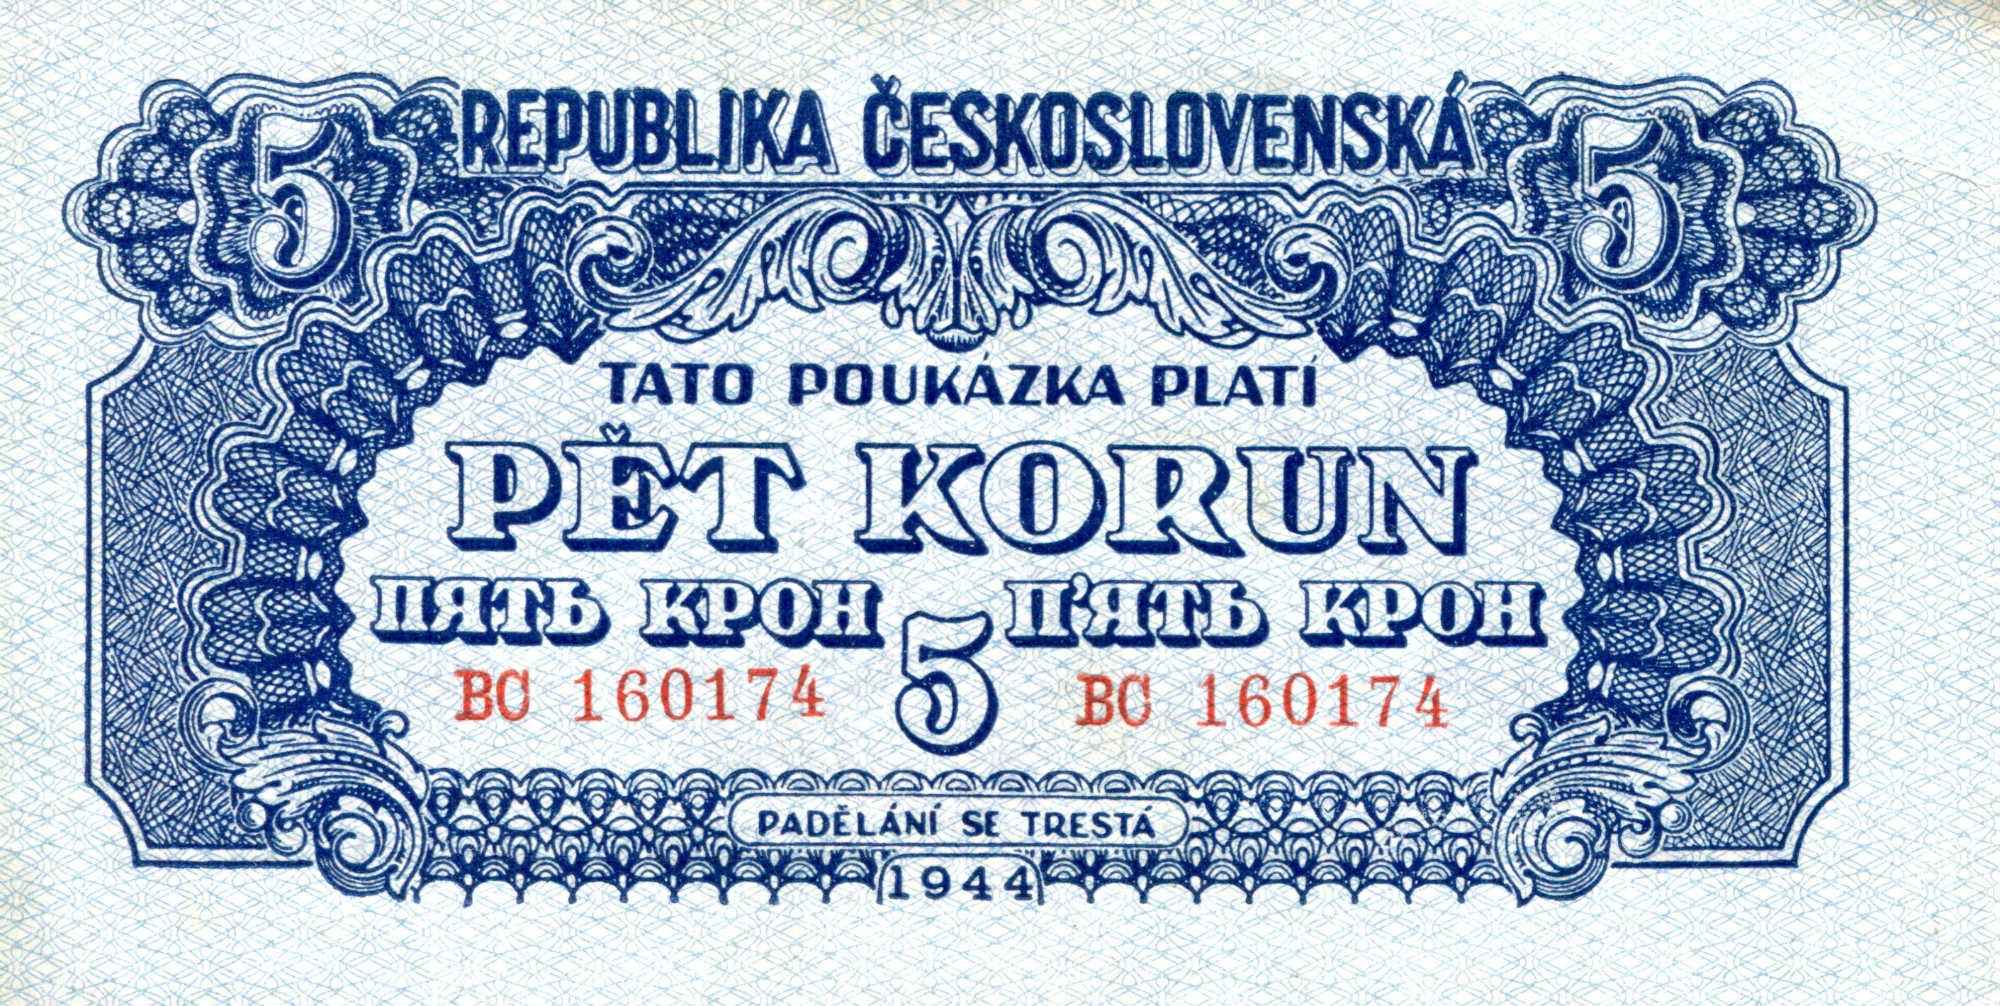 5 REPUBLIKA ČESKOSLOVENSKÁ 5
TATO POUKÁZKA PLATÍ
PĚT KORUN
ПЯТЬ КРОН 5 П'ЯТЬ КРОН
BC 160174 BC 160174
PADĚLÁNÍ SE TRESTÁ
1944